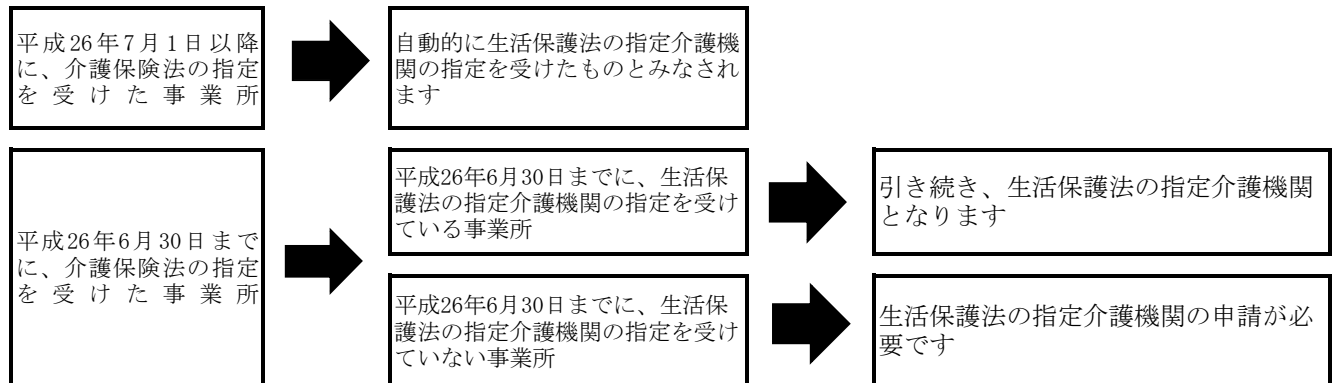 平成26年7月1日以降
に、介護保険法の指定
を受けた事業所
自動的に生活保護法の指定介護機
関の指定を受けたものとみなされ
ます
平成26年6月30日まで
に、介護保険法の指定
を受けた事業所
平成26年6月30日までに、生活保
護法の指定介護機関の指定を受け
ている事業所
引き続き、生活保護法の指定介護機関
となります
平成26年6月30日までに、生活保
護法の指定介護機関の指定を受け
ていない事業所
生活保護法の指定介護機関の申請が必
要です